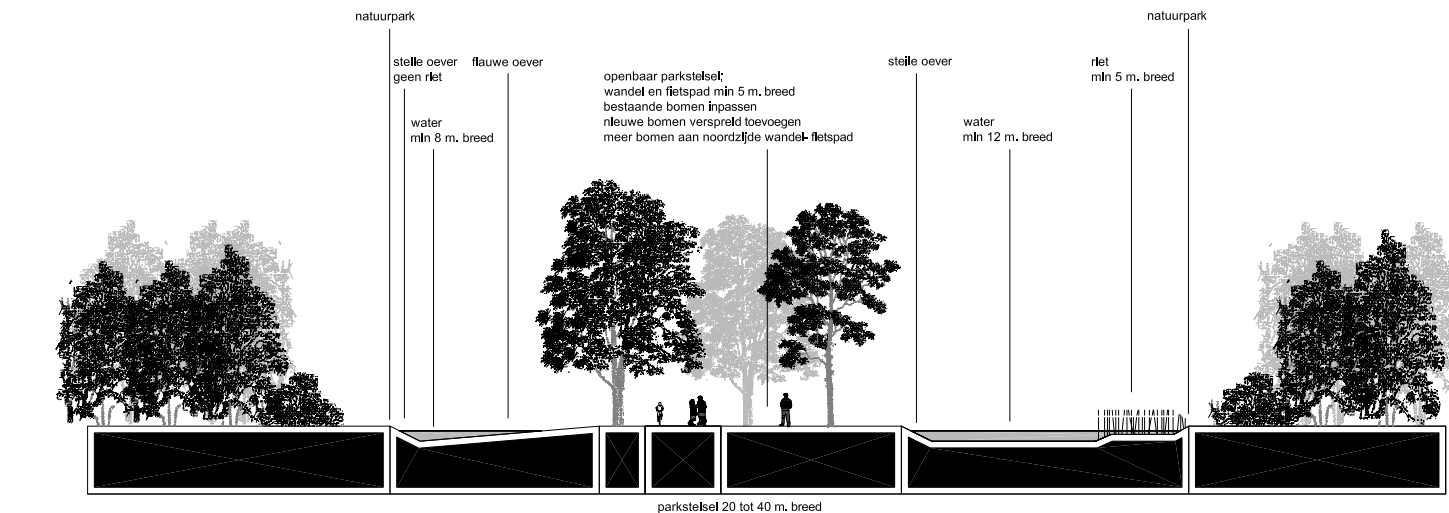 natuurpark
natuurpark
steile oever
geen riet
flauwe oever
water
min 8 m. breed
openbaar parkstelsel;
wandel en fietspad min 5 m. breed
bestaande bomen inpassen
nieuwe bomen verspreid toevoegen
meer bomen aan noordzijde wandel- fietspad
steile oever
water
min 12 m. breed
riet
min 5 m. breed
parkstelsel 20 tot 40 m. breed